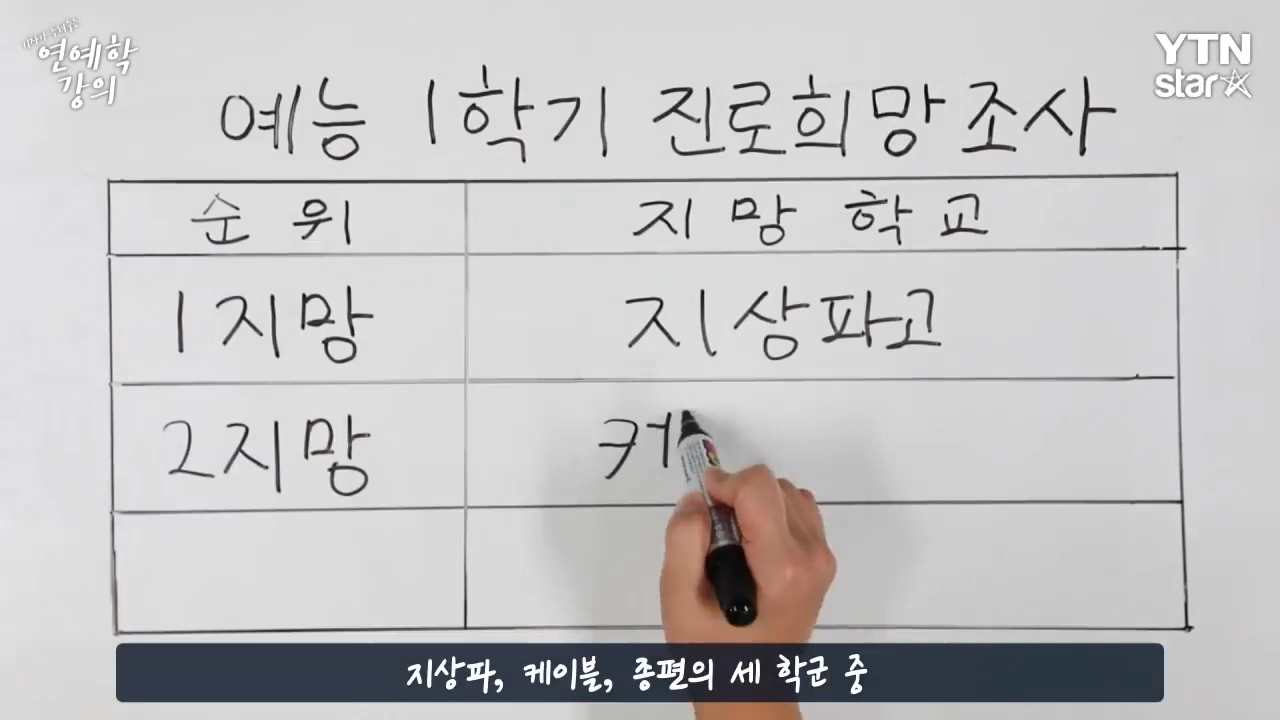 연예학
강의
YTN
star
예능 1학기 진로희망조사
순위 지망학교
1지망 지상파고
2지망 케
지상파, 케이블, 종편의 세 학군 중